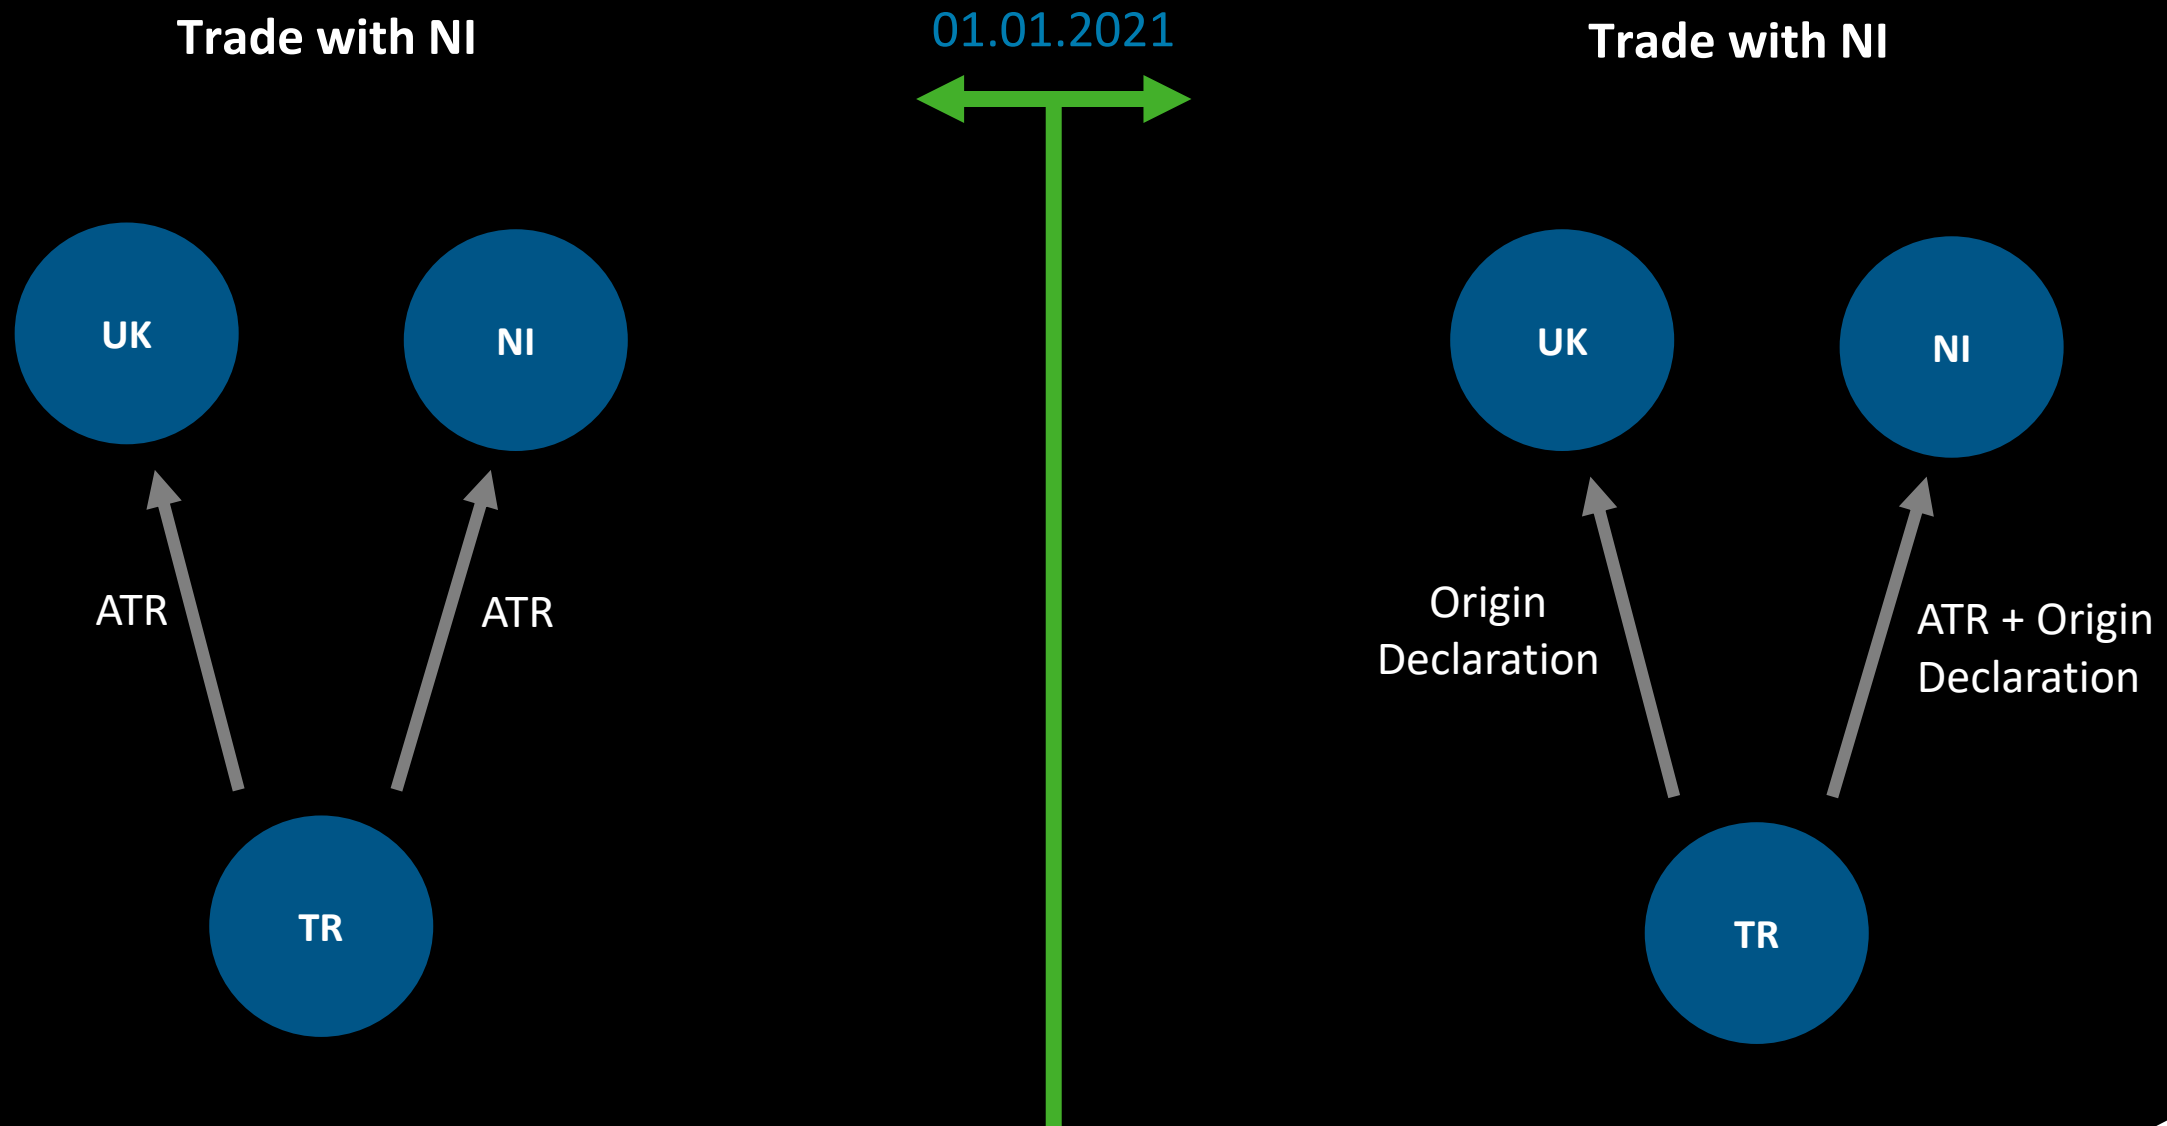 Trade with NI
01.01.2021
Trade with NI
UK
NI
ATR
ATR
TR
UK
NI
Origin
Declaration
ATR + Origin
Declaration
TR